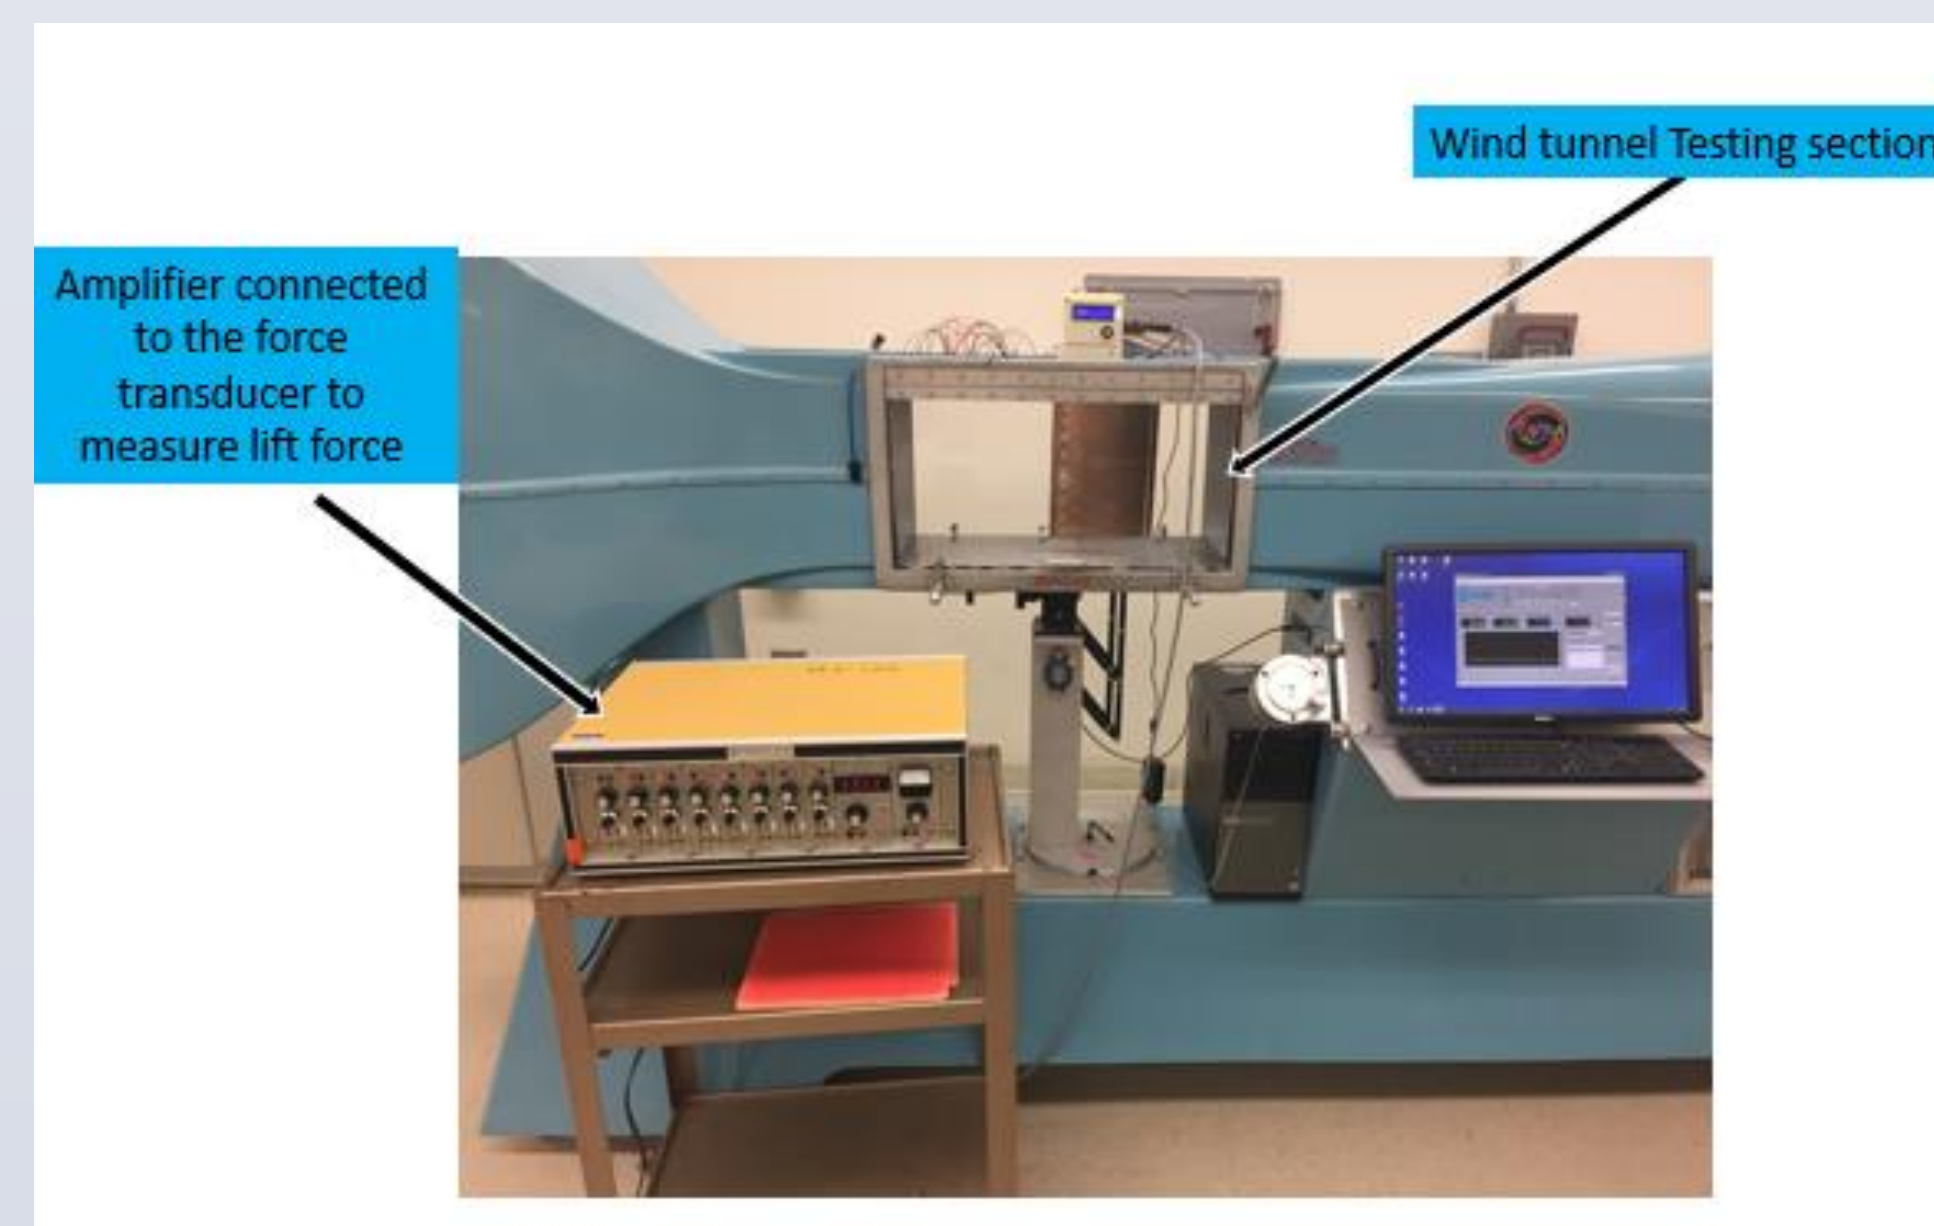 Wind tunnel Testing section
Amplifier connected
to the force
transducer to
measure lift force